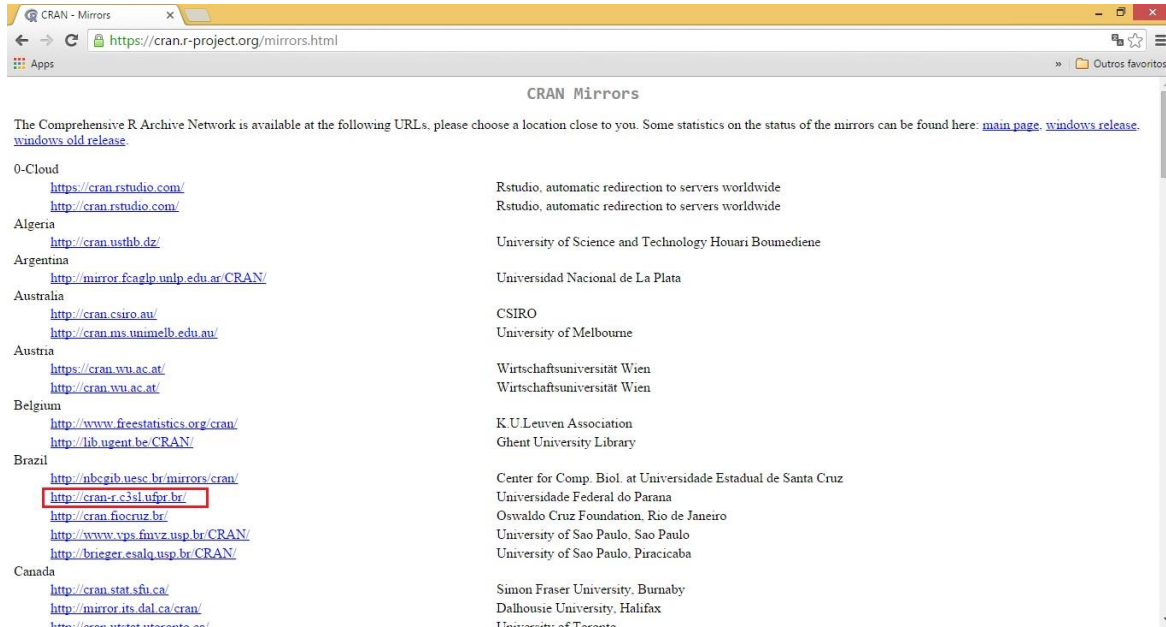 CRAN - Mirrors
https://cran.r-project.org/mirrors.html
Apps
» Outros favoritos
CRAN Mirrors
The Comprehensive R Archive Network is available at the following URLs, please choose a location close to you. Some statistics on the status of the mirrors can be found here: main page, windows release,
windows old release.
0-Cloud
https://cran.rstudio.com/ Rstudio, automatic redirection to servers worldwide
http://cran.rstudio.com/ Rstudio, automatic redirection to servers worldwide
Algeria
http://cran.usthb.dz/ University of Science and Technology Houari Boumediene
Argentina
http://mirror.fcaglp.unlp.edu.ar/CRAN/ Universidad Nacional de La Plata
Australia
http://cran.csiro.au/ CSIRO
http://cran.ms.unimelb.edu.au/ University of Melbourne
Austria
https://cran.wu.ac.at/ Wirtschaftsuniversität Wien
http://cran.wu.ac.at/ Wirtschaftsuniversität Wien
Belgium
http://www.freestatistics.org/cran/ K.U.Leuven Association
http://lib.ugent.be/CRAN/ Ghent University Library
Brazil
http://nbcgib.uesc.br/mirrors/cran/ Center for Comp. Biol. at Universidade Estadual de Santa Cruz
http://cran-r.c3sl.ufpr.br/ Universidade Federal do Parana
http://cran.fiocruz.br/ Oswaldo Cruz Foundation, Rio de Janeiro
http://www.vps.fmvz.usp.br/CRAN/ University of Sao Paulo, Sao Paulo
http://brieger.esalq.usp.br/CRAN/ University of Sao Paulo, Piracicaba
Canada
http://cran.stat.sfu.ca/ Simon Fraser University, Burnaby
http://mirror.its.dal.ca/cran/ Dalhousie University, Halifax
http://cran.utstat.utoronto.ca/ University of Toronto